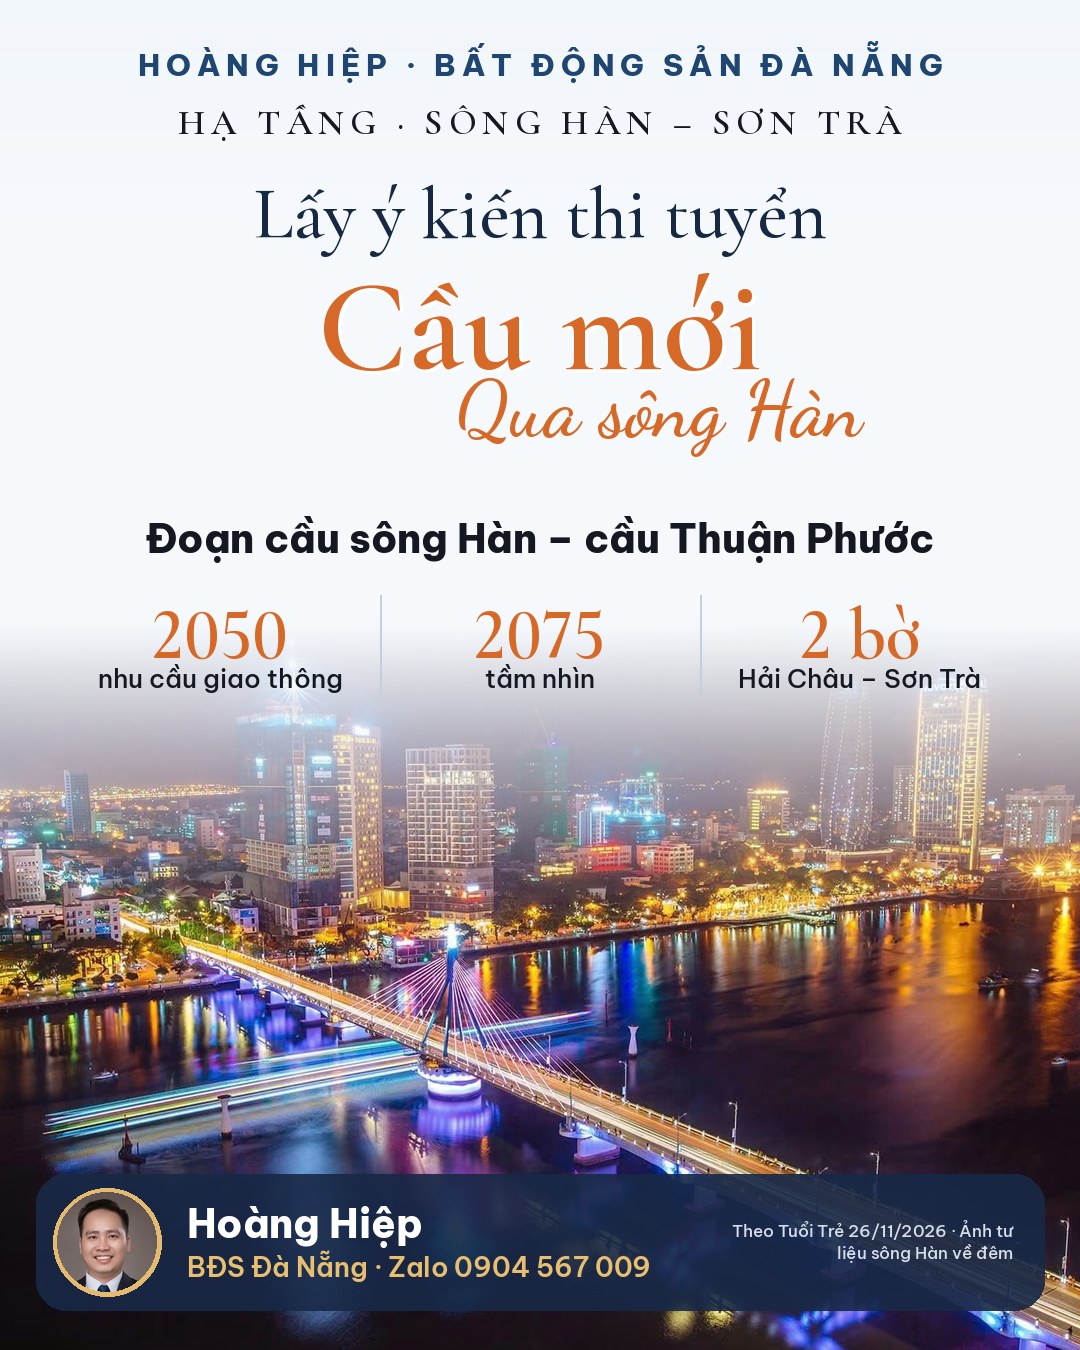 HOÀNG HIỆP · BẤT ĐỘNG SẢN ĐÀ NẴNG
HẠ TẦNG · SÔNG HÀN – SƠN TRÀ
Lấy ý kiến thi tuyển
Cầu mới
Qua sông Hàn
Đoạn cầu sông Hàn – cầu Thuận Phước
2050
nhu cầu giao thông
2075
tầm nhìn
2 bờ
Hải Châu – Sơn Trà
Hoàng Hiệp
BĐS Đà Nẵng · Zalo 0904 567 009
Theo Tuổi Trẻ 26/11/2026 · Ảnh tư
liệu sông Hàn về đêm